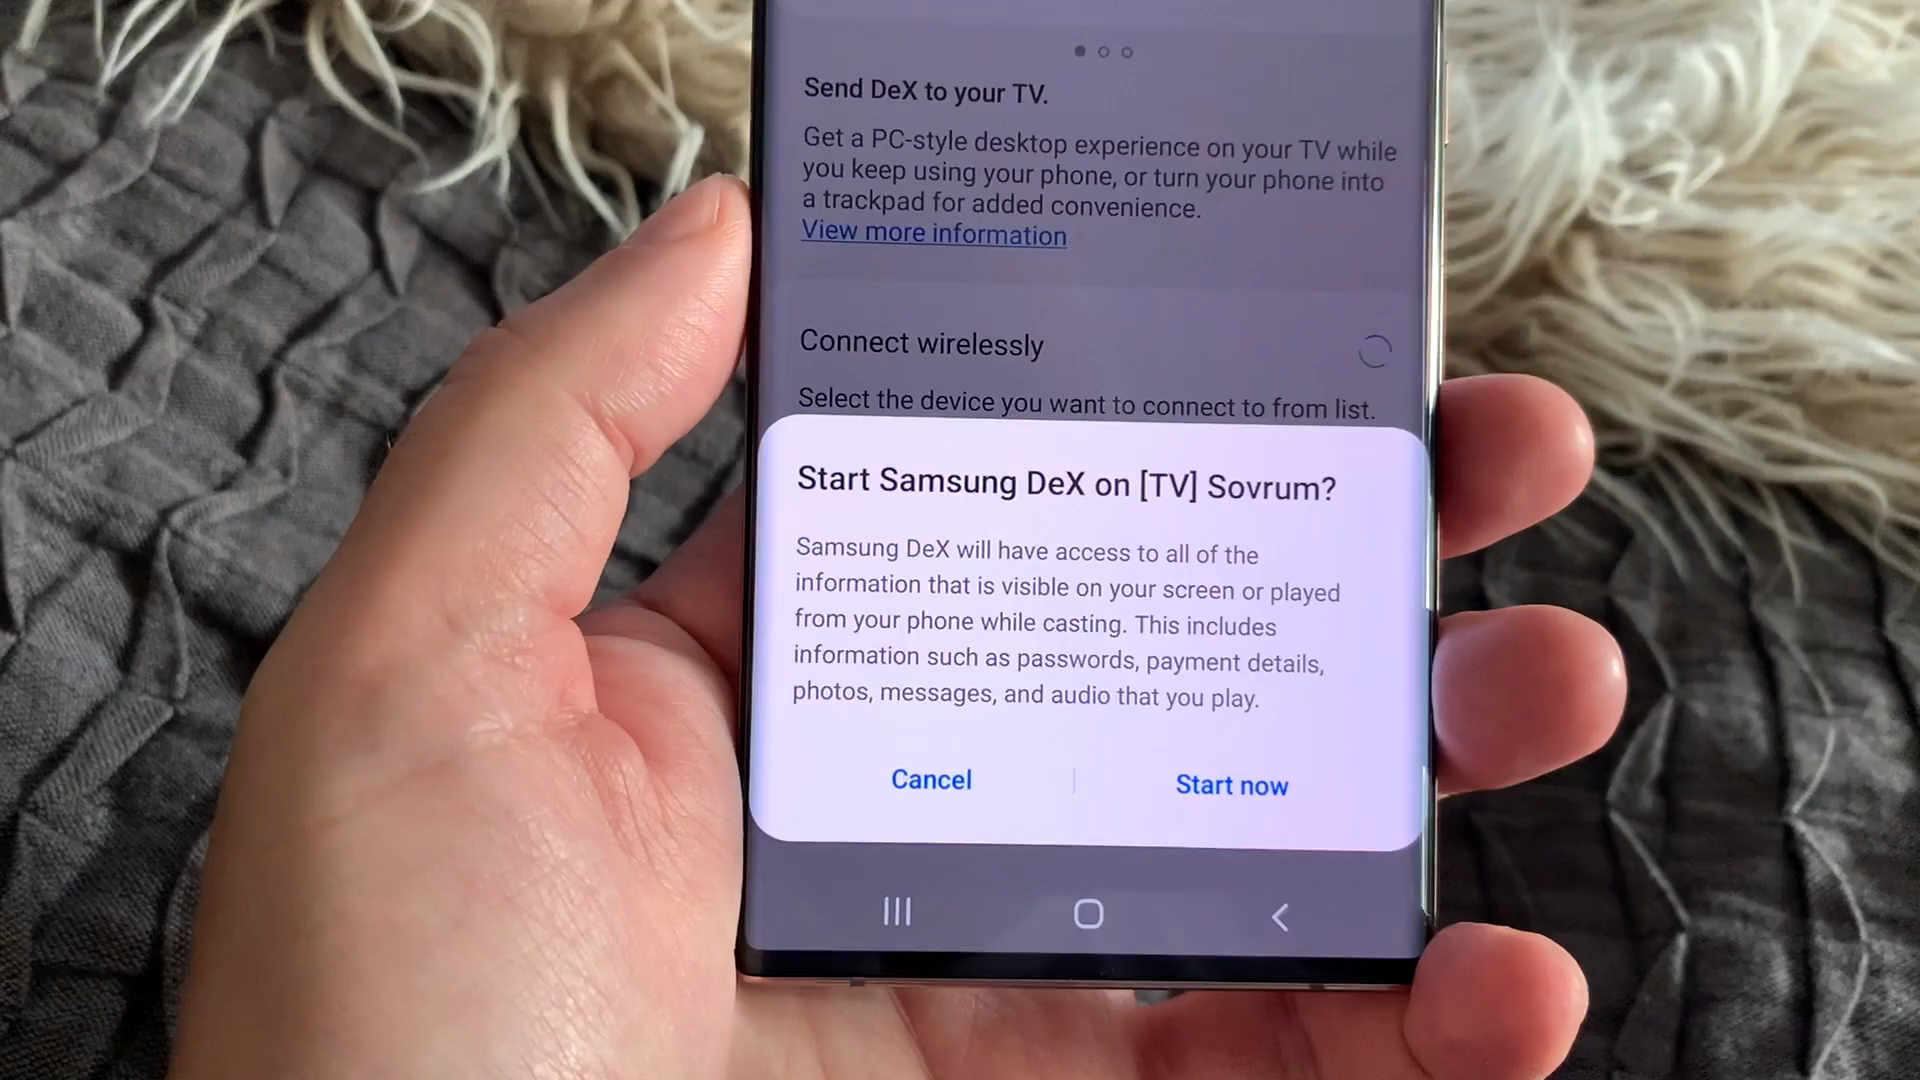 Send DeX to your TV.
Get a PC-style desktop experience on your TV while
you keep using your phone, or turn your phone into
a trackpad for added convenience.
View more information
Connect wirelessly
Select the device you want to connect to from list.
Start Samsung DeX on [TV] Sovrum?
Samsung DeX will have access to all of the
information that is visible on your screen or played
from your phone while casting. This includes
information such as passwords, payment details,
photos, messages, and audio that you play.
Cancel
Start now